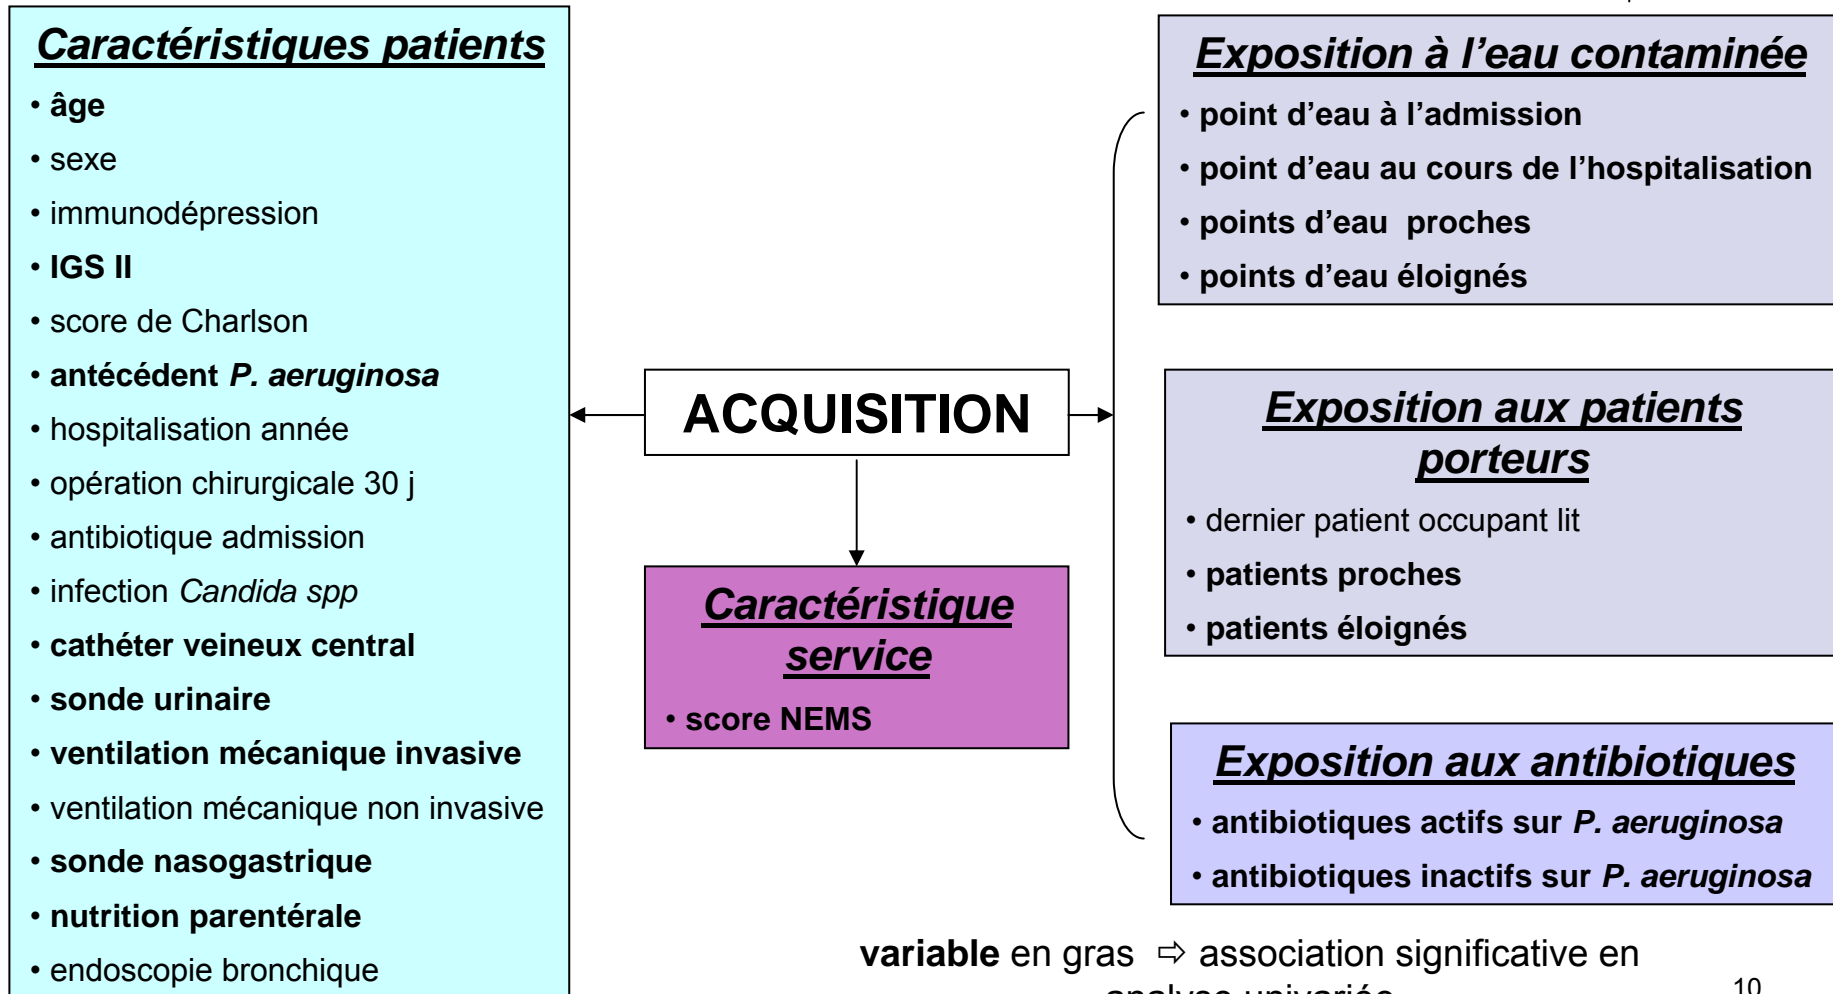 Caractéristiques patients
• âge
• sexe
• immunodépression
• IGS II
• score de Charlson
• antécédent P. aeruginosa
• hospitalisation année
• opération chirurgicale 30 j
• antibiotique admission
• infection Candida spp
• cathéter veineux central
• sonde urinaire
• ventilation mécanique invasive
• ventilation mécanique non invasive
• sonde nasogastrique
• nutrition parentérale
• endoscopie bronchique
ACQUISITION
Caractéristique
service
• score NEMS
Exposition à l’eau contaminée
• point d’eau à l’admission
• point d’eau au cours de l’hospitalisation
• points d’eau  proches
• points d’eau éloignés
Exposition aux patients
porteurs
• dernier patient occupant lit
• patients proches
• patients éloignés
Exposition aux antibiotiques
• antibiotiques actifs sur P. aeruginosa
• antibiotiques inactifs sur P. aeruginosa
variable en gras ⇨ association significative en
analyse univariée
10